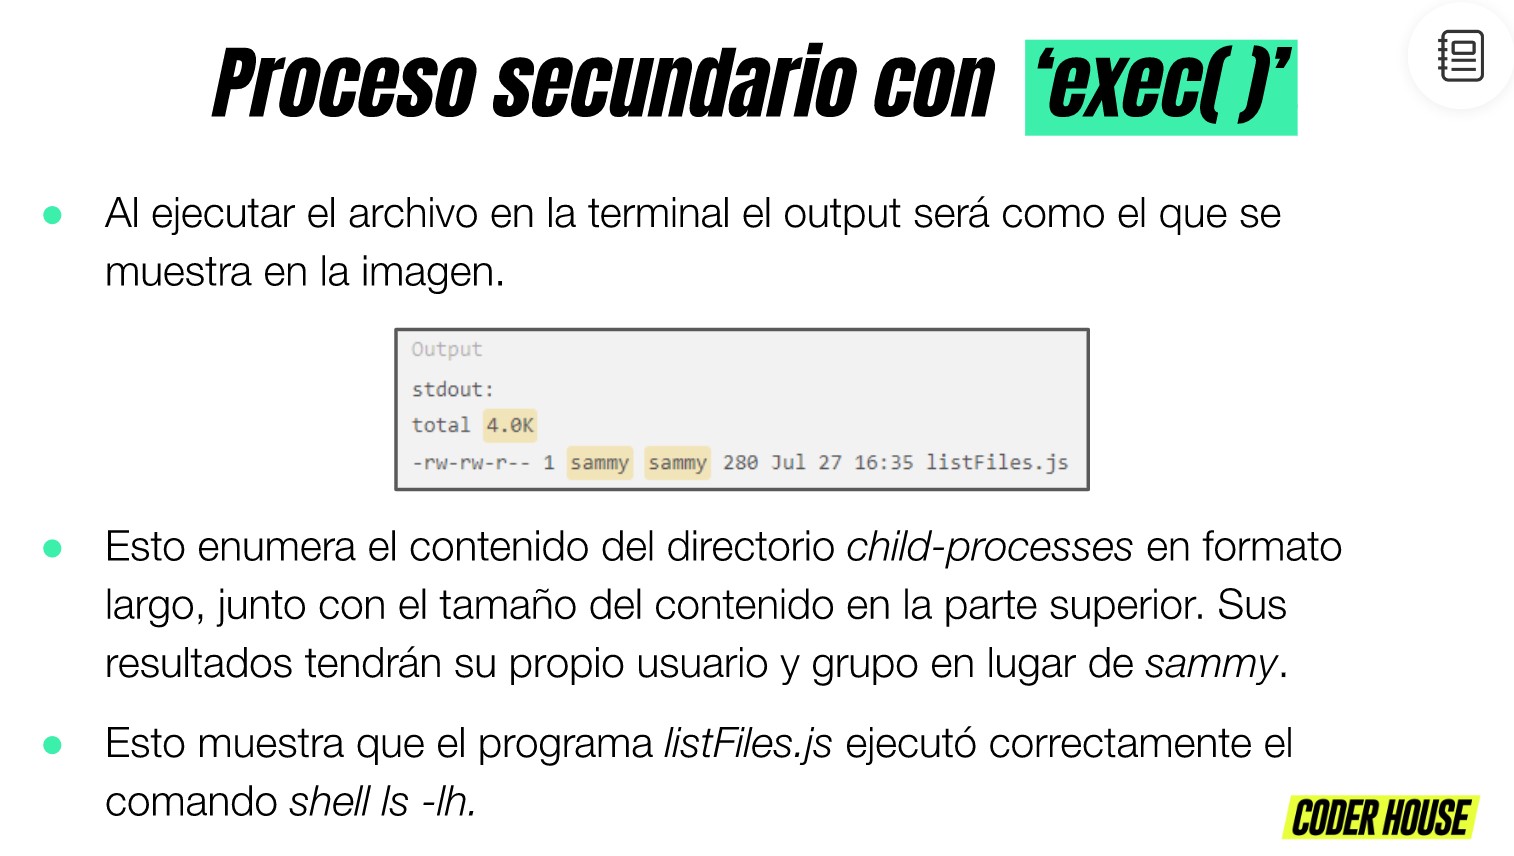 Proceso secundario con ‘exec( )’
● Al ejecutar el archivo en la terminal el output será como el que se
muestra en la imagen.
Output
stdout:
total 4.0K
-rw-rw-r-- 1 sammy sammy 280 Jul 27 16:35 listFiles.js
● Esto enumera el contenido del directorio child-processes en formato
largo, junto con el tamaño del contenido en la parte superior. Sus
resultados tendrán su propio usuario y grupo en lugar de sammy.
● Esto muestra que el programa listFiles.js ejecutó correctamente el
comando shell ls -lh.
CODER HOUSE